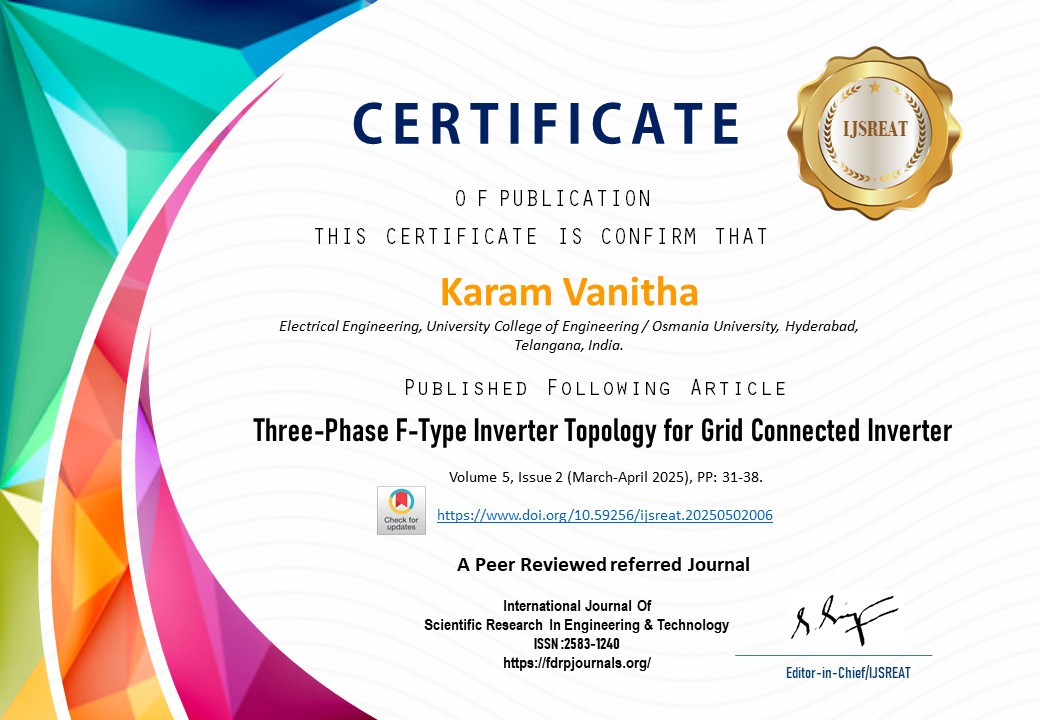 CERTIFICATE
IJSREAT
O F PUBLICATION
THIS CERTIFICATE IS CONFIRM THAT
Karam Vanitha
Electrical Engineering, University College of Engineering / Osmania University, Hyderabad,
Telangana, India.
Published Following Article
Three-Phase F-Type Inverter Topology for Grid Connected Inverter
Volume 5, Issue 2 (March-April 2025), PP: 31-38.
Check for
updates
https://www.doi.org/10.59256/ijsreat.20250502006
A Peer Reviewed referred Journal
International Journal Of
Scientific Research In Engineering & Technology
ISSN :2583-1240
https://fdrpjournals.org/
Editor-in-Chief/IJSREAT